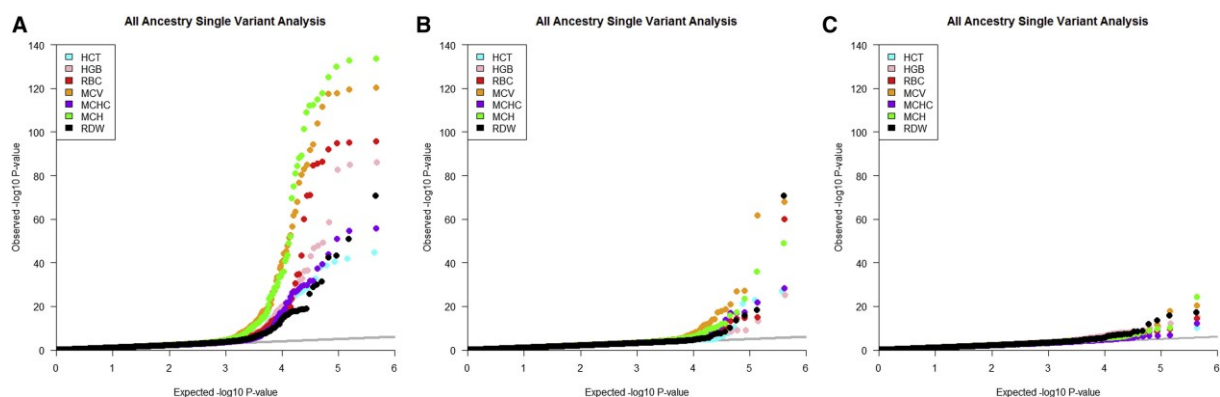 A
All Ancestry Single Variant Analysis
140
120
100
80
60
40
20
0
Observed -log10 P-value
HCT
HGB
RBC
MCV
MCHC
MCH
RDW
0 1 2 3 4 5 6
Expected -log10 P-value
B
All Ancestry Single Variant Analysis
140
120
100
80
60
40
20
0
Observed -log10 P-value
HCT
HGB
RBC
MCV
MCHC
MCH
RDW
0 1 2 3 4 5 6
Expected -log10 P-value
C
All Ancestry Single Variant Analysis
140
120
100
80
60
40
20
0
Observed -log10 P-value
HCT
HGB
RBC
MCV
MCHC
MCH
RDW
0 1 2 3 4 5 6
Expected -log10 P-value